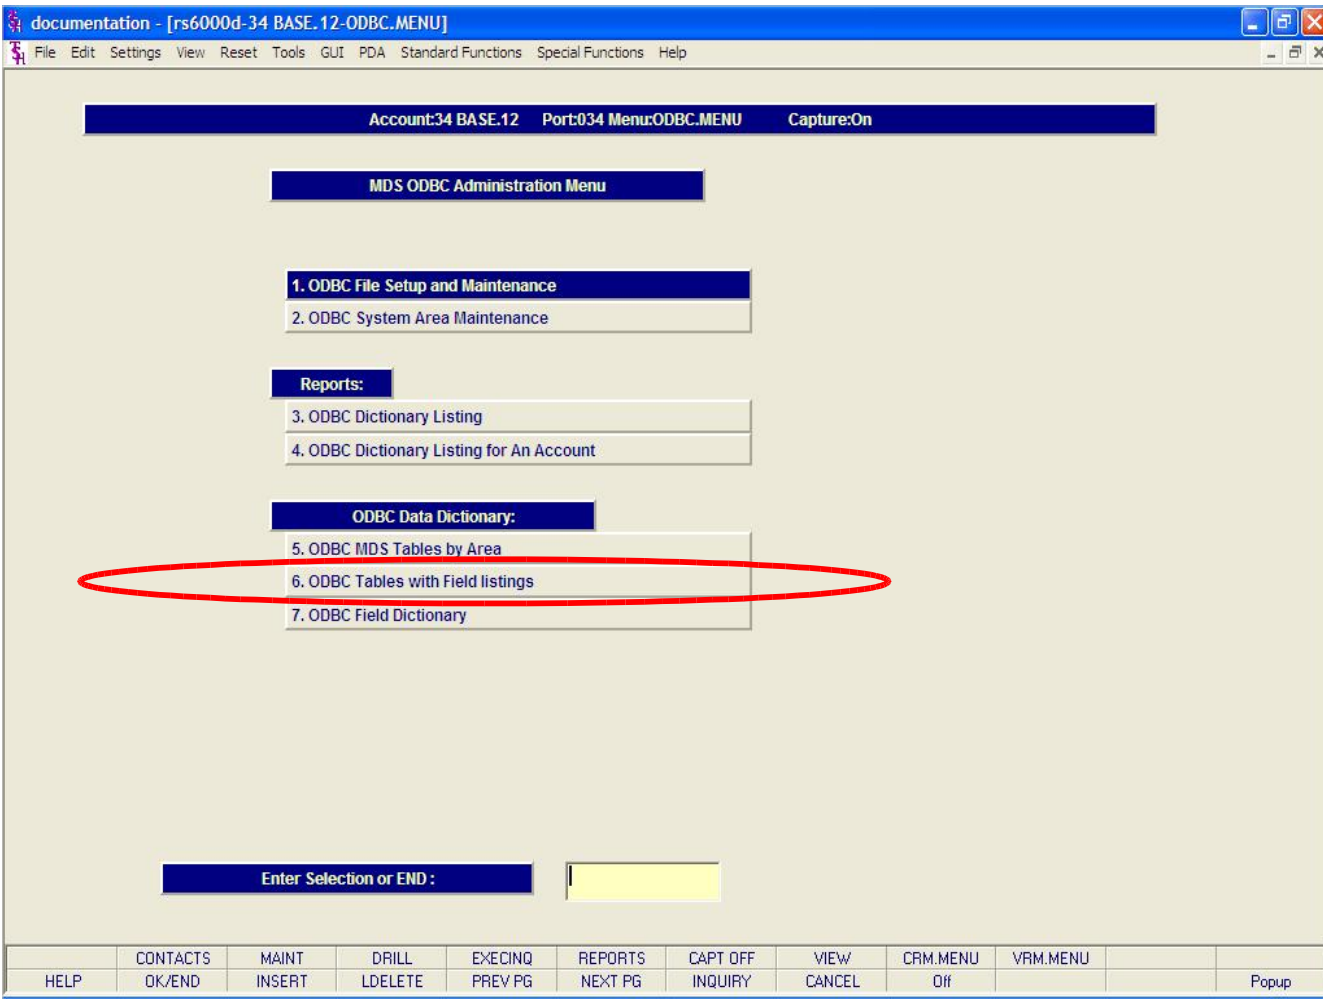 documentation - [rs6000d-34 BASE.12-ODBC.MENU]
File Edit Settings View Reset Tools GUI PDA Standard Functions Special Functions Help
Account:34 BASE.12 Port:034 Menu:ODBC.MENU Capture:On
MDS ODBC Administration Menu
1. ODBC File Setup and Maintenance
2. ODBC System Area Maintenance
Reports:
3. ODBC Dictionary Listing
4. ODBC Dictionary Listing for An Account
ODBC Data Dictionary:
5. ODBC MDS Tables by Area
6. ODBC Tables with Field listings
7. ODBC Field Dictionary
Enter Selection or END :
CONTACTS MAINT DRILL EXECINQ REPORTS CAPT OFF VIEW CRM.MENU VRM.MENU
HELP OK/END INSERT LDELETE PREV PG NEXT PG INQUIRY CANCEL Off Popup